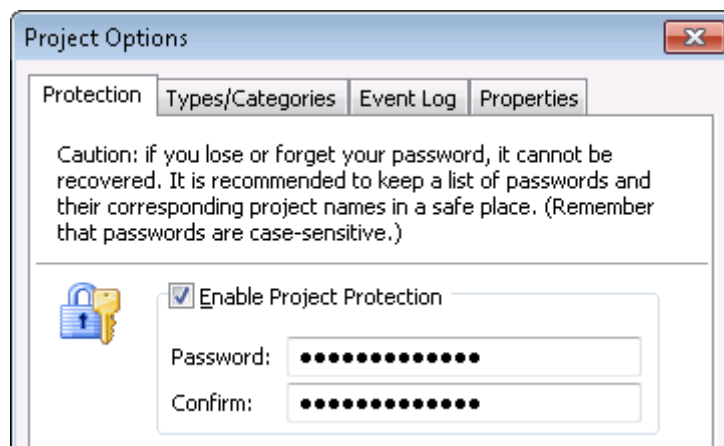 Project Options
Protection Types/Categories Event Log Properties
Caution: if you lose or forget your password, it cannot be
recovered. It is recommended to keep a list of passwords and
their corresponding project names in a safe place. (Remember
that passwords are case-sensitive.)
Enable Project Protection
Password: •••••••••••••
Confirm: •••••••••••••